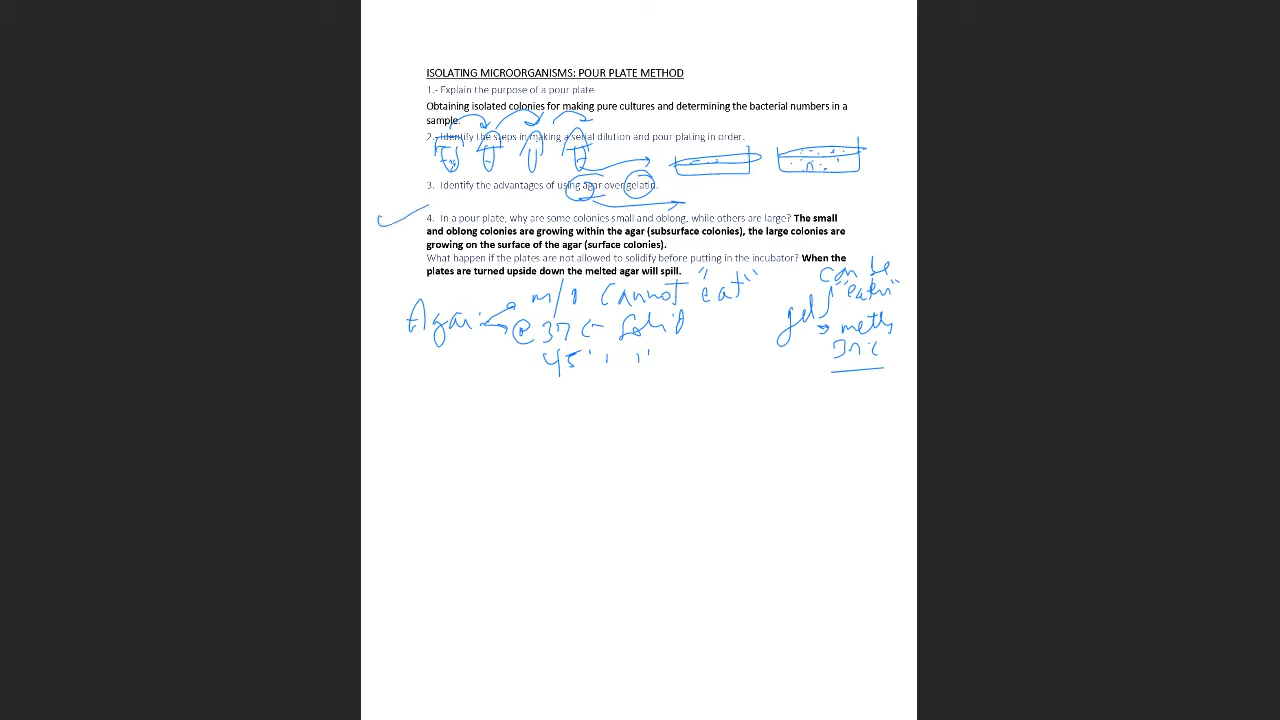 ISOLATING MICROORGANISMS: POUR PLATE METHOD
1.- Explain the purpose of a pour plate
Obtaining isolated colonies for making pure cultures and determining the bacterial numbers in a
sample.
2. Identify the steps in making a serial dilution and pour plating in order.
3. Identify the advantages of using agar over gelatin.
4. In a pour plate, why are some colonies small and oblong, while others are large? The small
and oblong colonies are growing within the agar (subsurface colonies), the large colonies are
growing on the surface of the agar (surface colonies).
What happen if the plates are not allowed to solidify before putting in the incubator? When the
plates are turned upside down the melted agar will spill.
Agar
m/o cannot "eat"
@ 37 C - Solid
45 " "
gel
can be
"eaten"
melts
37 C